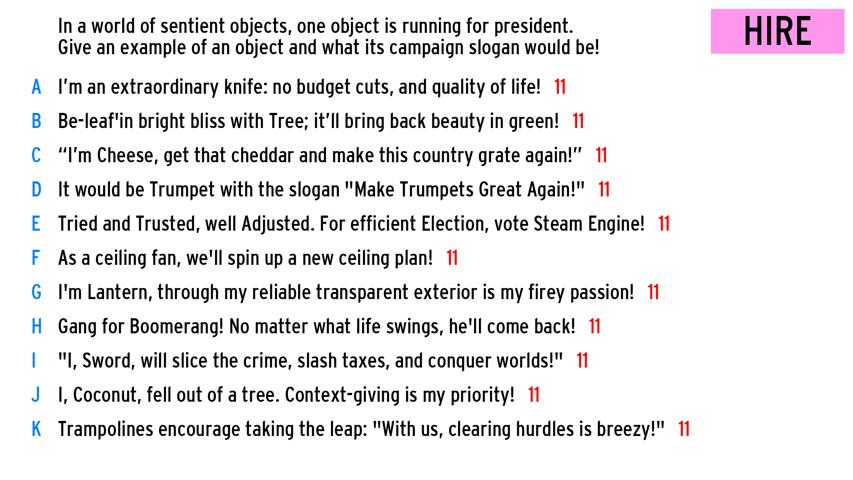 In a world of sentient objects, one object is running for president.
Give an example of an object and what its campaign slogan would be!
HIRE
A I'm an extraordinary knife: no budget cuts, and quality of life! 11
B Be-leaf'in bright bliss with Tree; it'll bring back beauty in green! 11
C “I'm Cheese, get that cheddar and make this country grate again!” 11
D It would be Trumpet with the slogan "Make Trumpets Great Again!" 11
E Tried and Trusted, well Adjusted. For efficient Election, vote Steam Engine! 11
F As a ceiling fan, we'll spin up a new ceiling plan! 11
G I'm Lantern, through my reliable transparent exterior is my firey passion! 11
H Gang for Boomerang! No matter what life swings, he'll come back! 11
I "I, Sword, will slice the crime, slash taxes, and conquer worlds!" 11
J I, Coconut, fell out of a tree. Context-giving is my priority! 11
K Trampolines encourage taking the leap: "With us, clearing hurdles is breezy!" 11